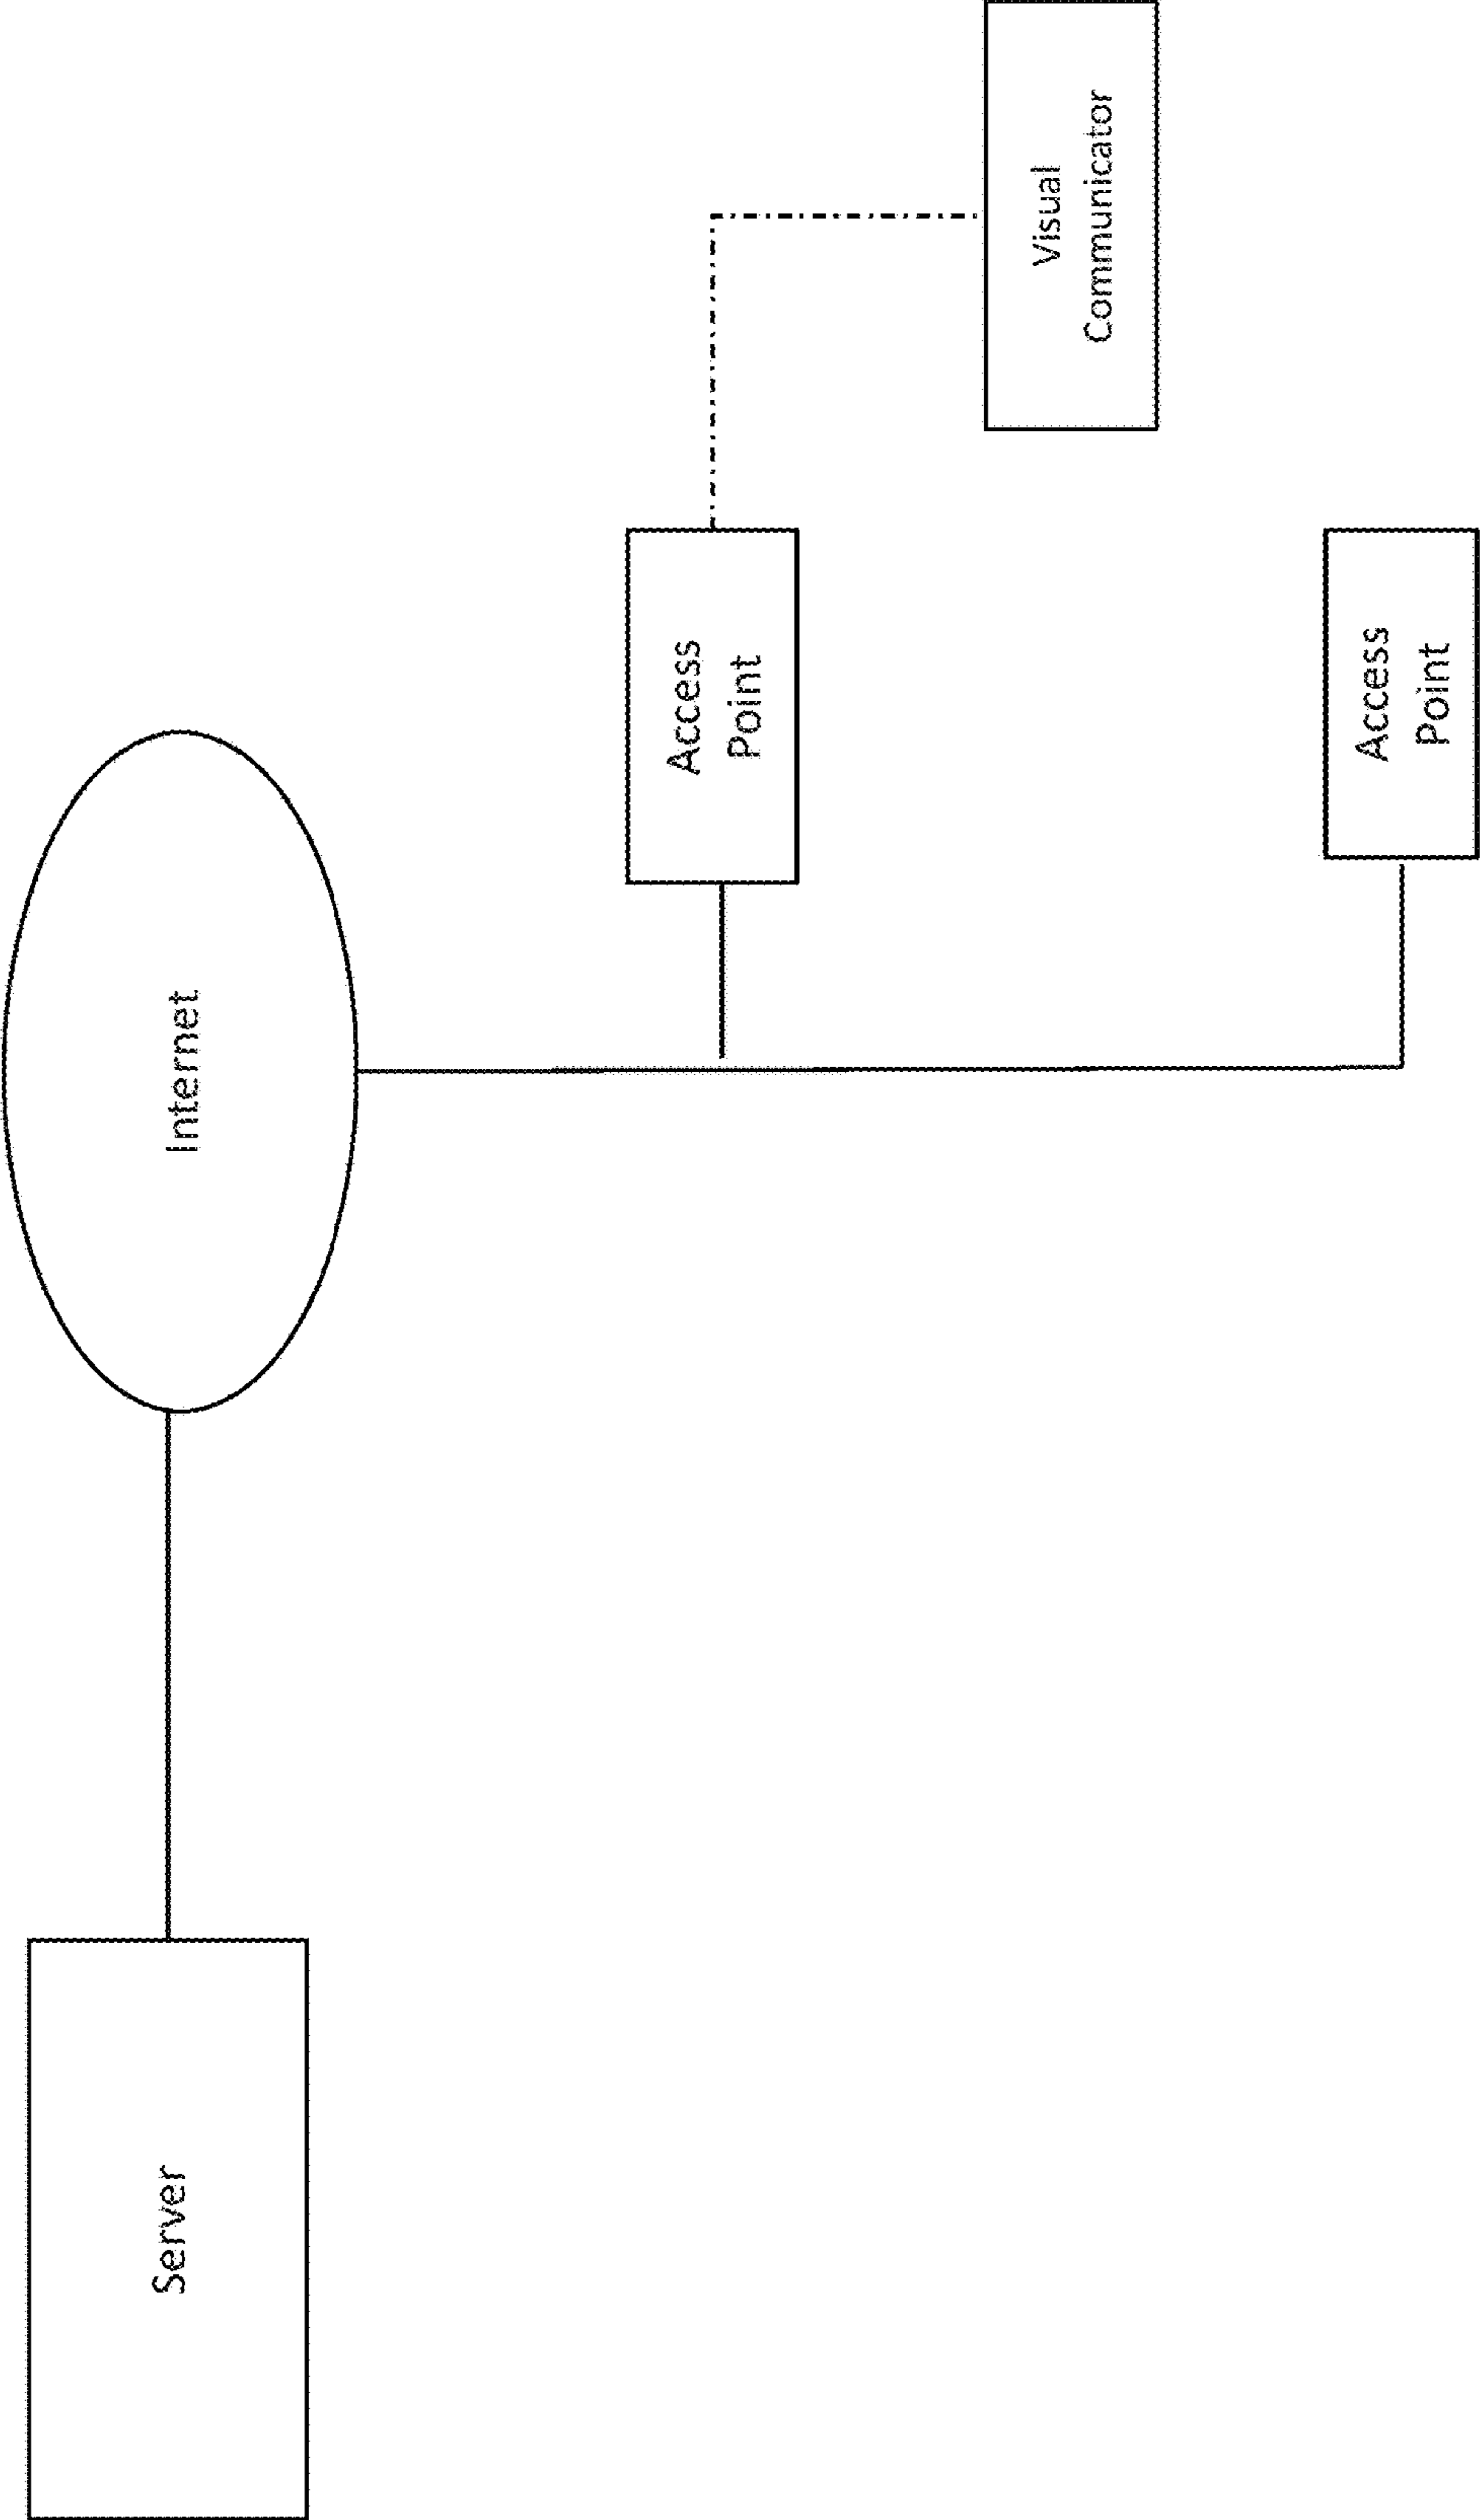 Server
Internet
Access
Point
Visual
Communicator
Access
Point